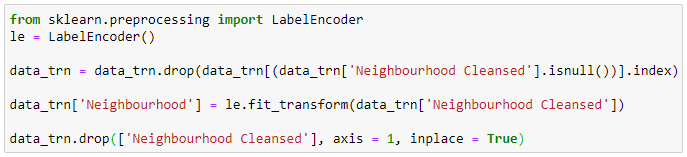 from sklearn.preprocessing import LabelEncoder
le = LabelEncoder()
data_trn = data_trn.drop(data_trn[(data_trn['Neighbourhood Cleansed'].isnull())].index)
data_trn['Neighbourhood'] = le.fit_transform(data_trn['Neighbourhood Cleansed'])
data_trn.drop(['Neighbourhood Cleansed'], axis = 1, inplace = True)